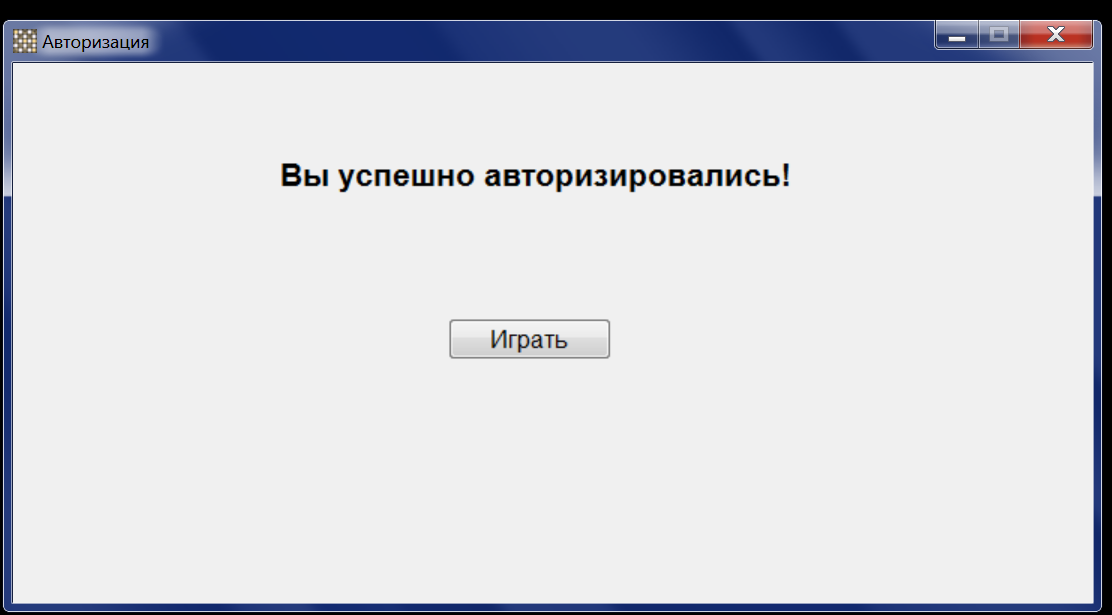 Авторизация
Вы успешно авторизировались!
Играть